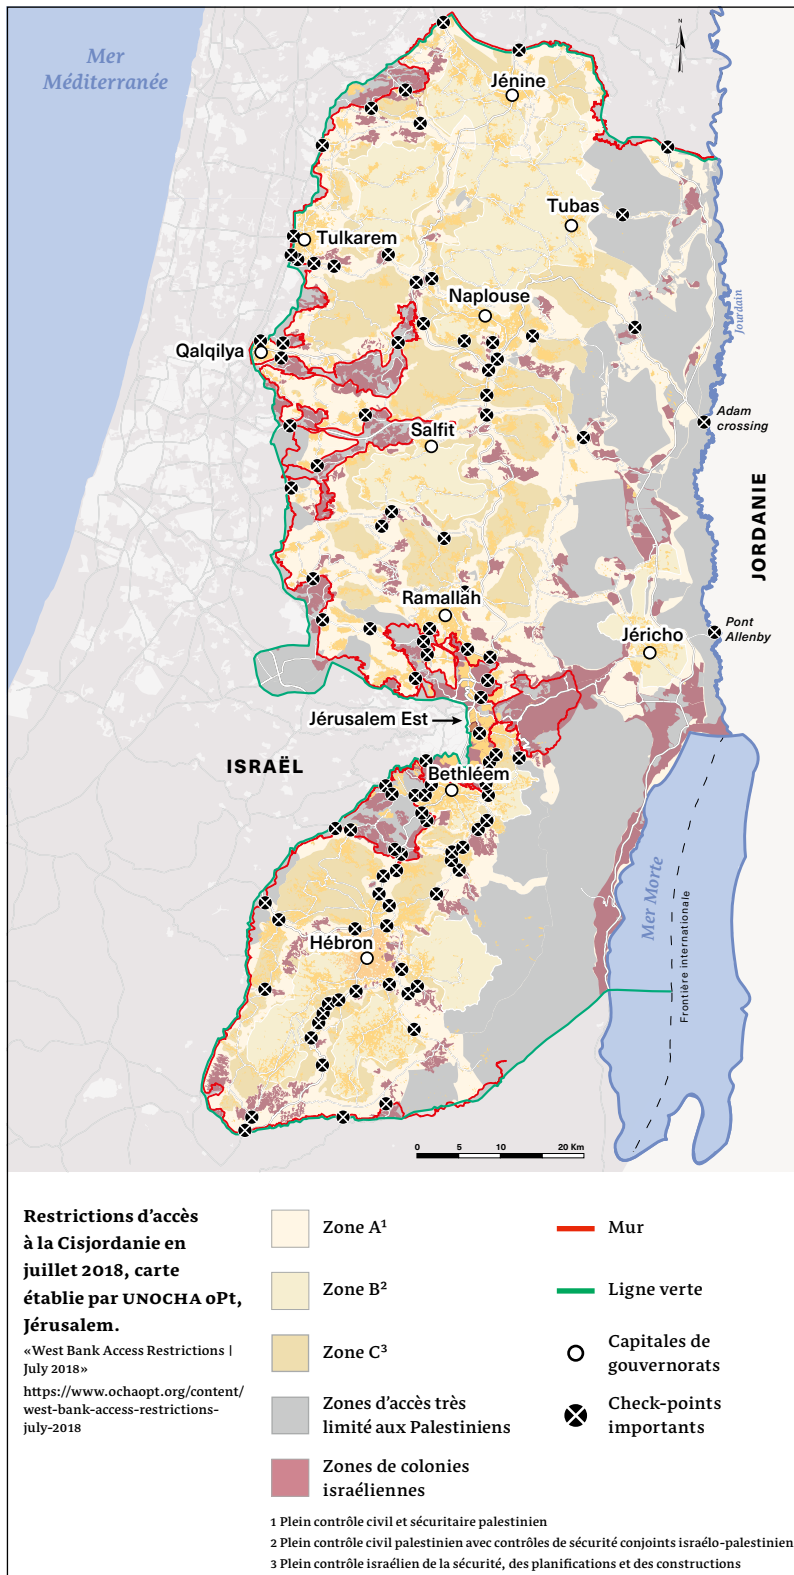 N
Mer
Méditerranée
Jénine
Tubas
Tulkarem
Naplouse
Jourdain
Qalqilya
Adam
crossing
Salfit
JORDANIE
Ramallah
Jéricho
Pont
Allenby
Jérusalem Est
ISRAËL
Bethléem
Mer Morte
Frontière internationale
Hébron
0 5 10 20 Km
Restrictions d’accès
à la Cisjordanie en
juillet 2018, carte
établie par UNOCHA oPt,
Jérusalem.
«West Bank Access Restrictions |
July 2018»
https://www.ochaopt.org/content/
west-bank-access-restrictions-
july-2018
Zone A¹
Zone B²
Zone C³
Zones d’accès très
limité aux Palestiniens
Zones de colonies
israéliennes
Mur
Ligne verte
Capitales de
gouvernorats
Check-points
importants
1 Plein contrôle civil et sécuritaire palestinien
2 Plein contrôle civil palestinien avec contrôles de sécurité conjoints israélo-palestinien
3 Plein contrôle israélien de la sécurité, des planifications et des constructions